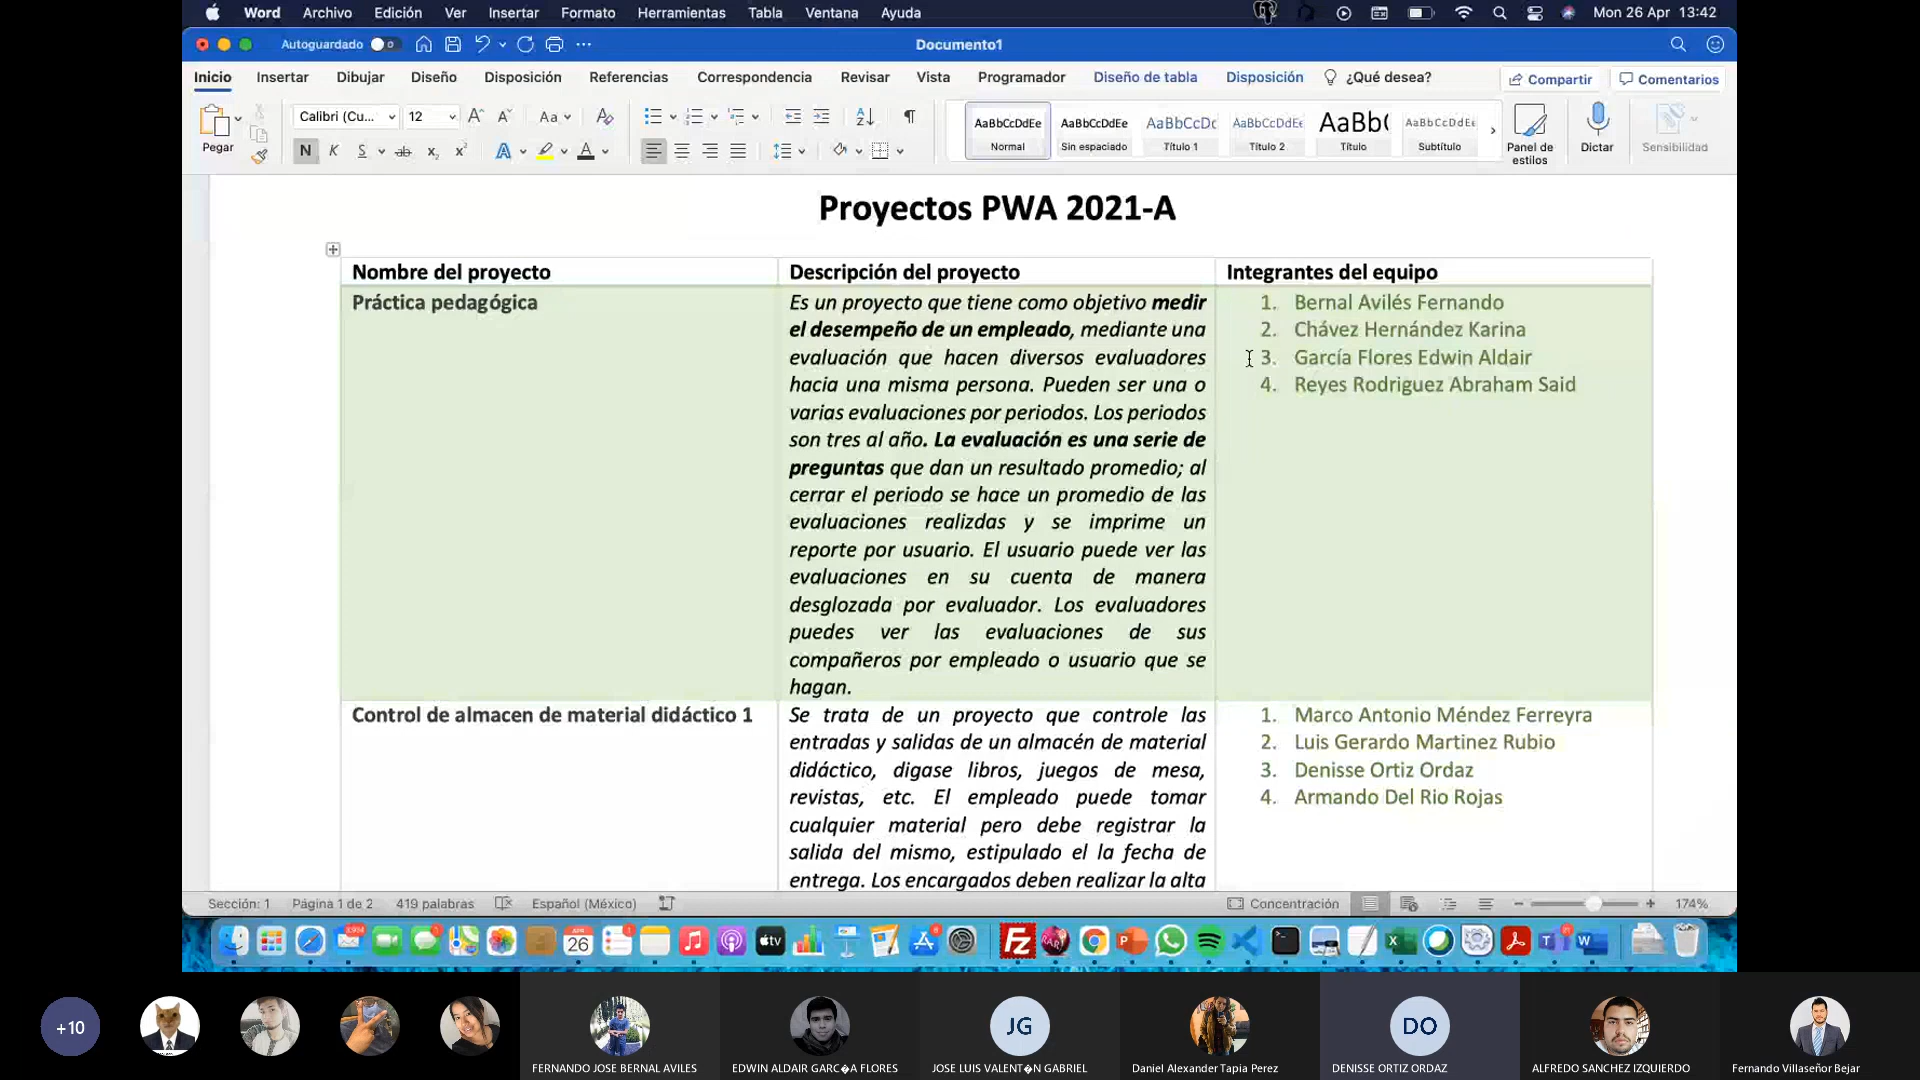 Word Archivo Edición Ver Insertar Formato Herramientas Tabla Ventana Ayuda Mon 26 Apr 13:42
Autoguardado Documento1
Inicio Insertar Dibujar Diseño Disposición Referencias Correspondencia Revisar Vista Programador Diseño de tabla Disposición ¿Qué desea? Compartir Comentarios
Pegar
Calibri (Cu... 12
AaBbCcDdEe Normal
AaBbCcDdEe Sin espaciado
AaBbCcDc Título 1
AaBbCcDdEe Título 2
AaBb( Título
AaBbCcDdEe Subtítulo
Panel de estilos
Dictar
Sensibilidad
Proyectos PWA 2021-A
Nombre del proyecto
Descripción del proyecto
Integrantes del equipo
Práctica pedagógica
Es un proyecto que tiene como objetivo medir
el desempeño de un empleado, mediante una
evaluación que hacen diversos evaluadores
hacia una misma persona. Pueden ser una o
varias evaluaciones por periodos. Los periodos
son tres al año. La evaluación es una serie de
preguntas que dan un resultado promedio; al
cerrar el periodo se hace un promedio de las
evaluaciones realizdas y se imprime un
reporte por usuario. El usuario puede ver las
evaluaciones en su cuenta de manera
desglozada por evaluador. Los evaluadores
puedes ver las evaluaciones de sus
compañeros por empleado o usuario que se
hagan.
1. Bernal Avilés Fernando
2. Chávez Hernández Karina
3. García Flores Edwin Aldair
4. Reyes Rodriguez Abraham Said
Control de almacen de material didáctico 1
Se trata de un proyecto que controle las
entradas y salidas de un almacén de material
didáctico, digase libros, juegos de mesa,
revistas, etc. El empleado puede tomar
cualquier material pero debe registrar la
salida del mismo, estipulado el la fecha de
entrega. Los encargados deben realizar la alta
1. Marco Antonio Méndez Ferreyra
2. Luis Gerardo Martinez Rubio
3. Denisse Ortiz Ordaz
4. Armando Del Rio Rojas
Sección: 1 Página 1 de 2 419 palabras Español (México) Concentración 174%
+10
FERNANDO JOSE BERNAL AVILES
EDWIN ALDAIR GARC�A FLORES
JG
JOSE LUIS VALENT�N GABRIEL
Daniel Alexander Tapia Perez
DO
DENISSE ORTIZ ORDAZ
ALFREDO SANCHEZ IZQUIERDO
Fernando Villaseñor Bejar